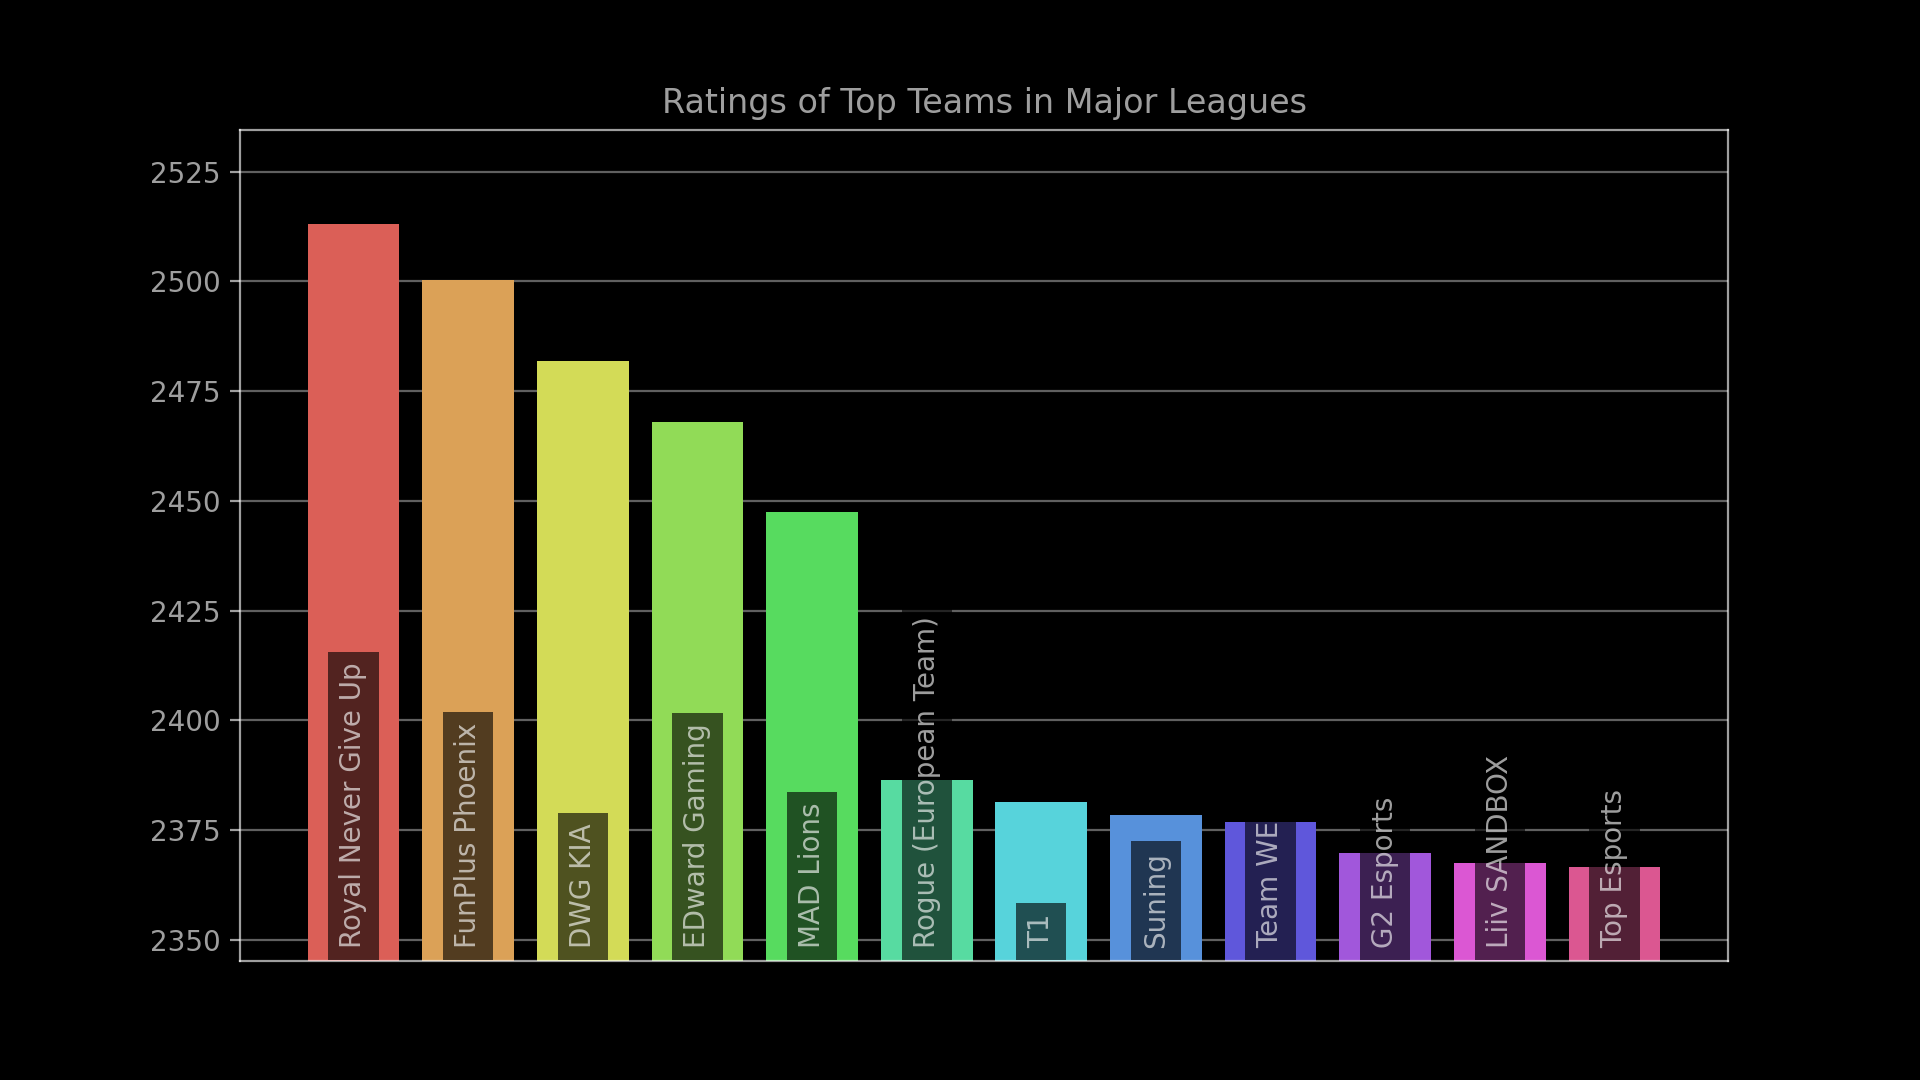 Ratings of Top Teams in Major Leagues
2525
2500
2475
2450
2425
2400
2375
2350
Royal Never Give Up
FunPlus Phoenix
DWG KIA
EDward Gaming
MAD Lions
Rogue (European Team)
T1
Suning
Team WE
G2 Esports
Liiv SANDBOX
Top Esports